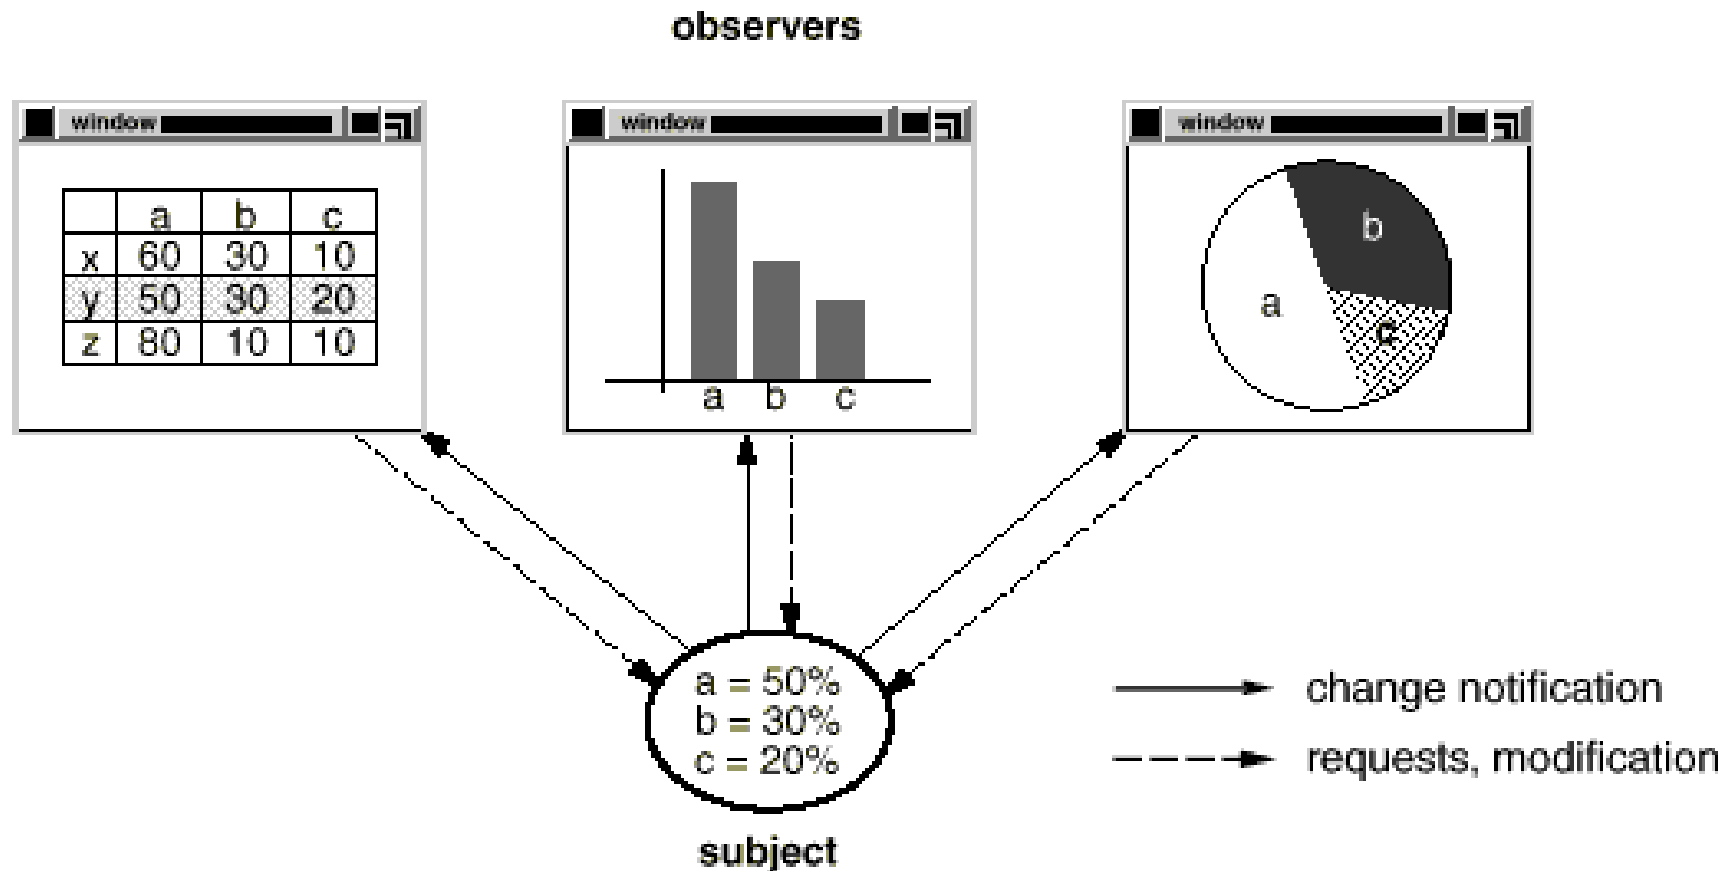 observers
window
a b c
x 60 30 10
y 50 30 20
z 80 10 10
window
a b c
window
b
a
c
a = 50%
b = 30%
c = 20%
subject
change notification
requests, modification